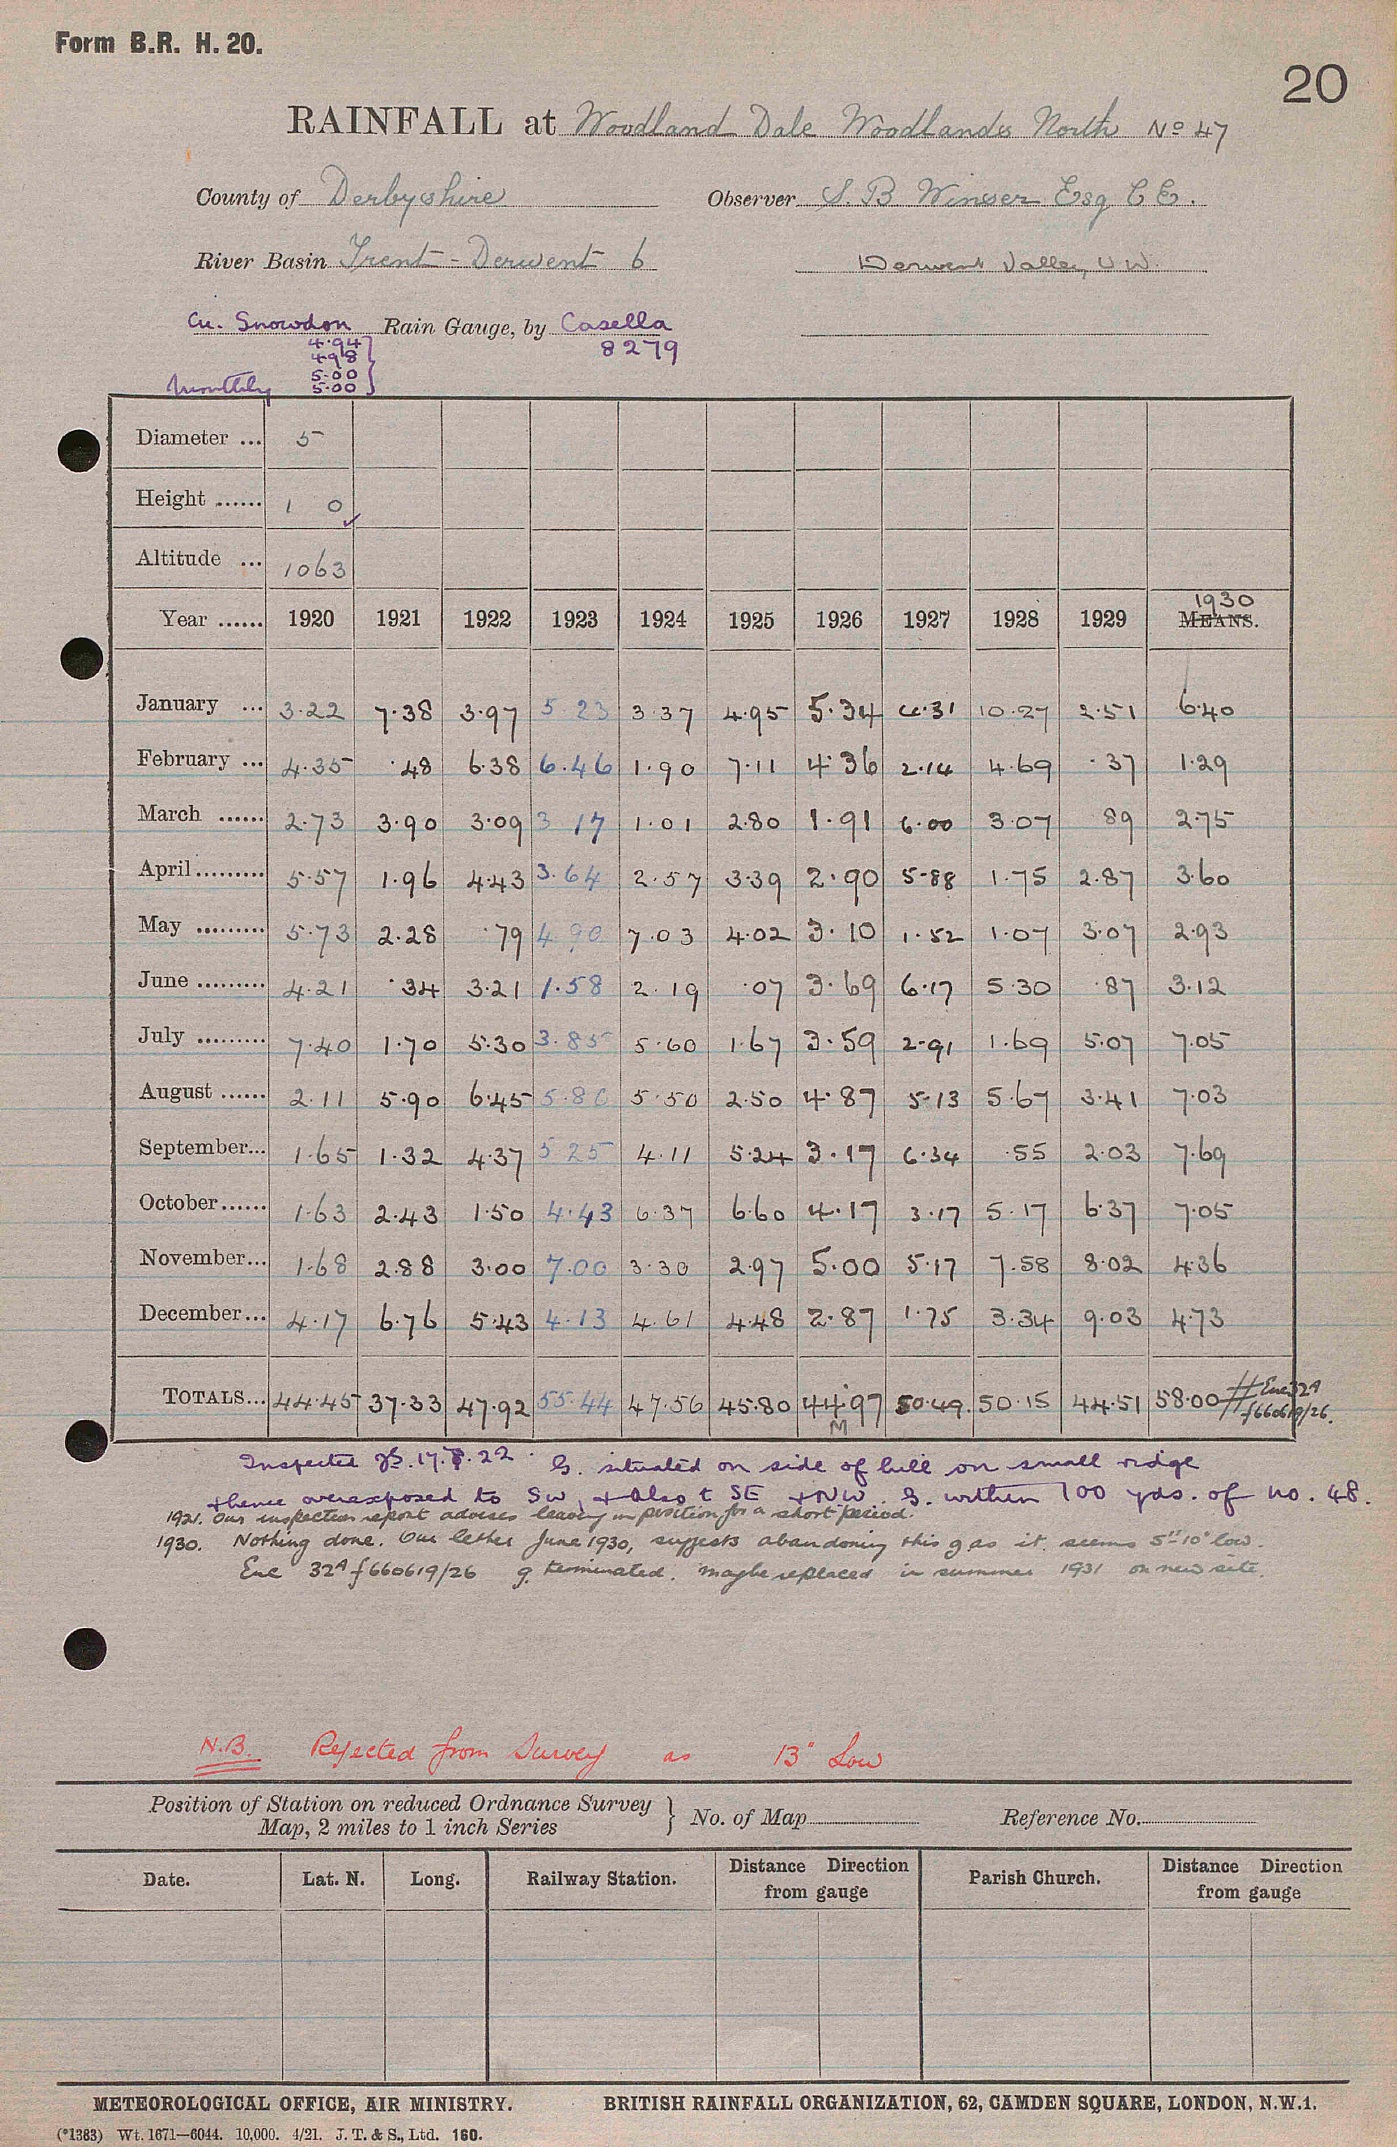 Form B.R. H. 20.
20
RAINFALL at Woodland Dale Woodlands North No 47
County of Derbyshire Observer S. B. Winser Esq C E.
River Basin Trent - Derwent 6 Derwent Valley W W.
Cu. Snowdon Rain Gauge, by Casella
8279
4.94
4.98
5.00
Monthly 5.00
Diameter ... 5
Height ...... 1 0
Altitude ... 1063
1930
Year ...... 1920 1921 1922 1923 1924 1925 1926 1927 1928 1929 MEANS.
January ... 3.22 7.38 3.97 5 23 3.37 4.95 5.34 6.31 10.27 2.51 6.40
February ... 4.35 .48 6.38 6.46 1.90 7.11 4.36 2.14 4.69 .37 1.29
March ...... 2.73 3.90 3.09 3 17 1.01 2.80 1.91 6.00 3.07 89 2.75
April ......... 5.57 1.96 4.43 3.64 2.57 3.39 2.90 5.88 1.75 2.87 3.60
May ......... 5.73 2.28 .79 4 90 7.03 4.02 3.10 1.52 1.07 3.07 2.93
June ......... 4.21 .34 3.21 1.58 2.19 .07 3.69 6.17 5.30 .87 3.12
July ......... 7.40 1.70 5.30 3.85 5.60 1.67 3.59 2.91 1.69 5.07 7.05
August ...... 2.11 5.90 6.45 5.80 5.50 2.50 4.87 5.13 5.67 3.41 7.03
September... 1.65 1.32 4.37 5 25 4.11 5.24 3.17 6.34 .55 2.03 7.69
October ...... 1.63 2.43 1.50 4.43 6.37 6.60 4.17 3.17 5.17 6.37 7.05
November... 1.68 2.88 3.00 7.00 3.30 2.97 5.00 5.17 7.58 8.02 4.36
December... 4.17 6.76 5.43 4.13 4.61 4.48 2.87 1.75 3.34 9.03 4.73
TOTALS... 44.45 37.33 47.92 55.44 47.56 45.80 44.97 50.49. 50.15 44.51 58.00 # Enc 32A
f660619/26.
M
Inspected 17.8.22. G. situated on side of hill on small ridge
& hence overexposed to SW, & also t SE & NW. G. within 100 yds. of no. 48.
1921. Our inspection report advises leaving in position for a short period.
1930. Nothing done. Our letter June 1930, suggests abandoning this g as it seems 5" 10% low.
Enc 32A f660619/26 g. terminated. Maybe replaced in summer 1931 on new site.
N.B. Rejected from Survey as 13" Low
Position of Station on reduced Ordnance Survey
Map, 2 miles to 1 inch Series } No. of Map Reference No.
Date. Lat. N. Long. Railway Station. Distance from gauge Direction Parish Church. Distance from gauge Direction
METEOROLOGICAL OFFICE, AIR MINISTRY. BRITISH RAINFALL ORGANIZATION, 62, CAMDEN SQUARE, LONDON, N.W.1.
(*1383) Wt. 1671—6044. 10,000. 4/21. J. T. & S., Ltd. 160.